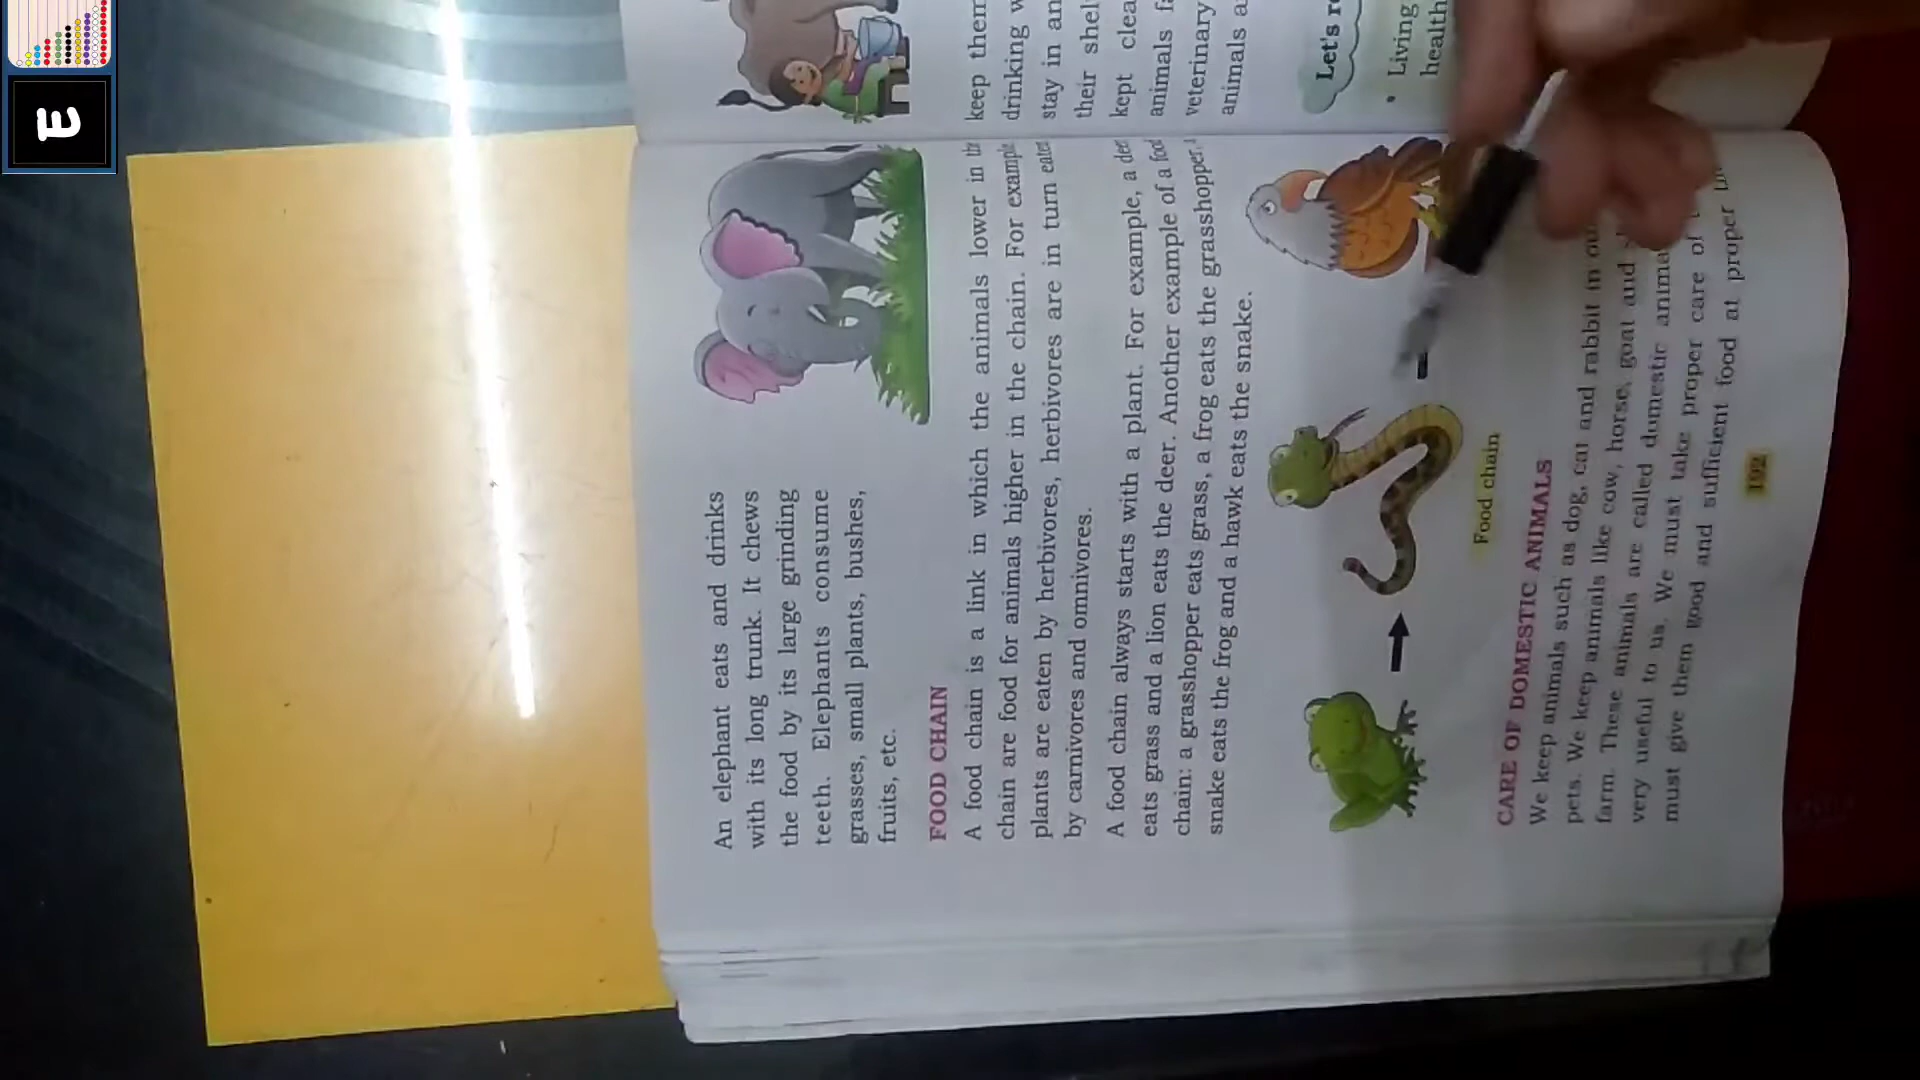 An elephant eats and drinks
with its long trunk. It chews
the food by its large grinding
teeth. Elephants consume
grasses, small plants, bushes,
fruits, etc.
FOOD CHAIN
A food chain is a link in which the animals lower in
chain are food for animals higher in the chain. For example
plants are eaten by herbivores, herbivores are in turn eaten
by carnivores and omnivores.
A food chain always starts with a plant. For example, a
eats grass and a lion eats the deer. Another example of a
chain: a grasshopper eats grass, a frog eats the grasshopper,
snake eats the frog and a hawk eats the snake.
Food chain
CARE OF DOMESTIC ANIMALS
We keep animals such as dog, cat and rabbit in
pets. We keep animals like cow, horse, goat and
farm. These animals are called domestic
very useful to us. We must take proper care of
must give them good and sufficient food at proper
192
keep them
drinking
stay in an
their
kept
animals
veterinary
animals
Let's
• Living